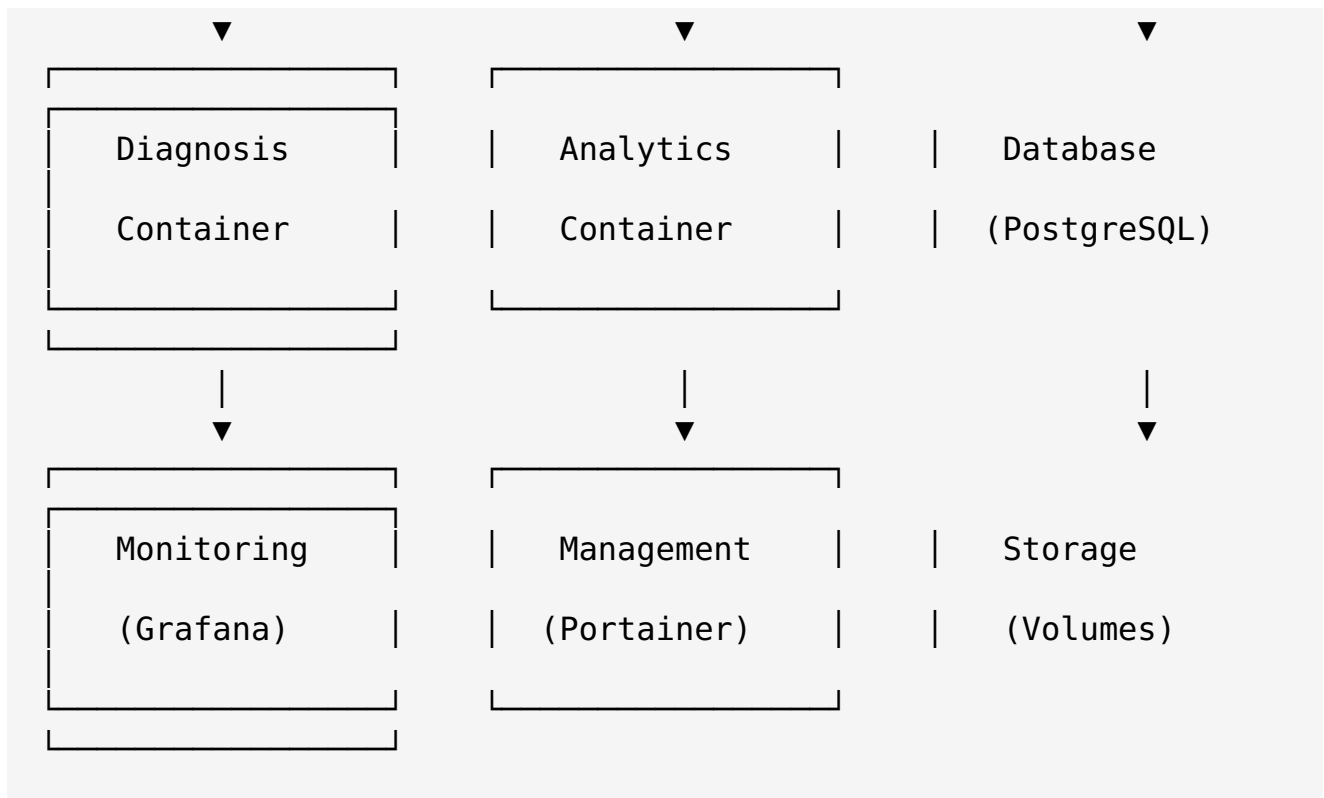 Diagnosis Analytics Database
Container Container (PostgreSQL)
Monitoring Management Storage
(Grafana) (Portainer) (Volumes)